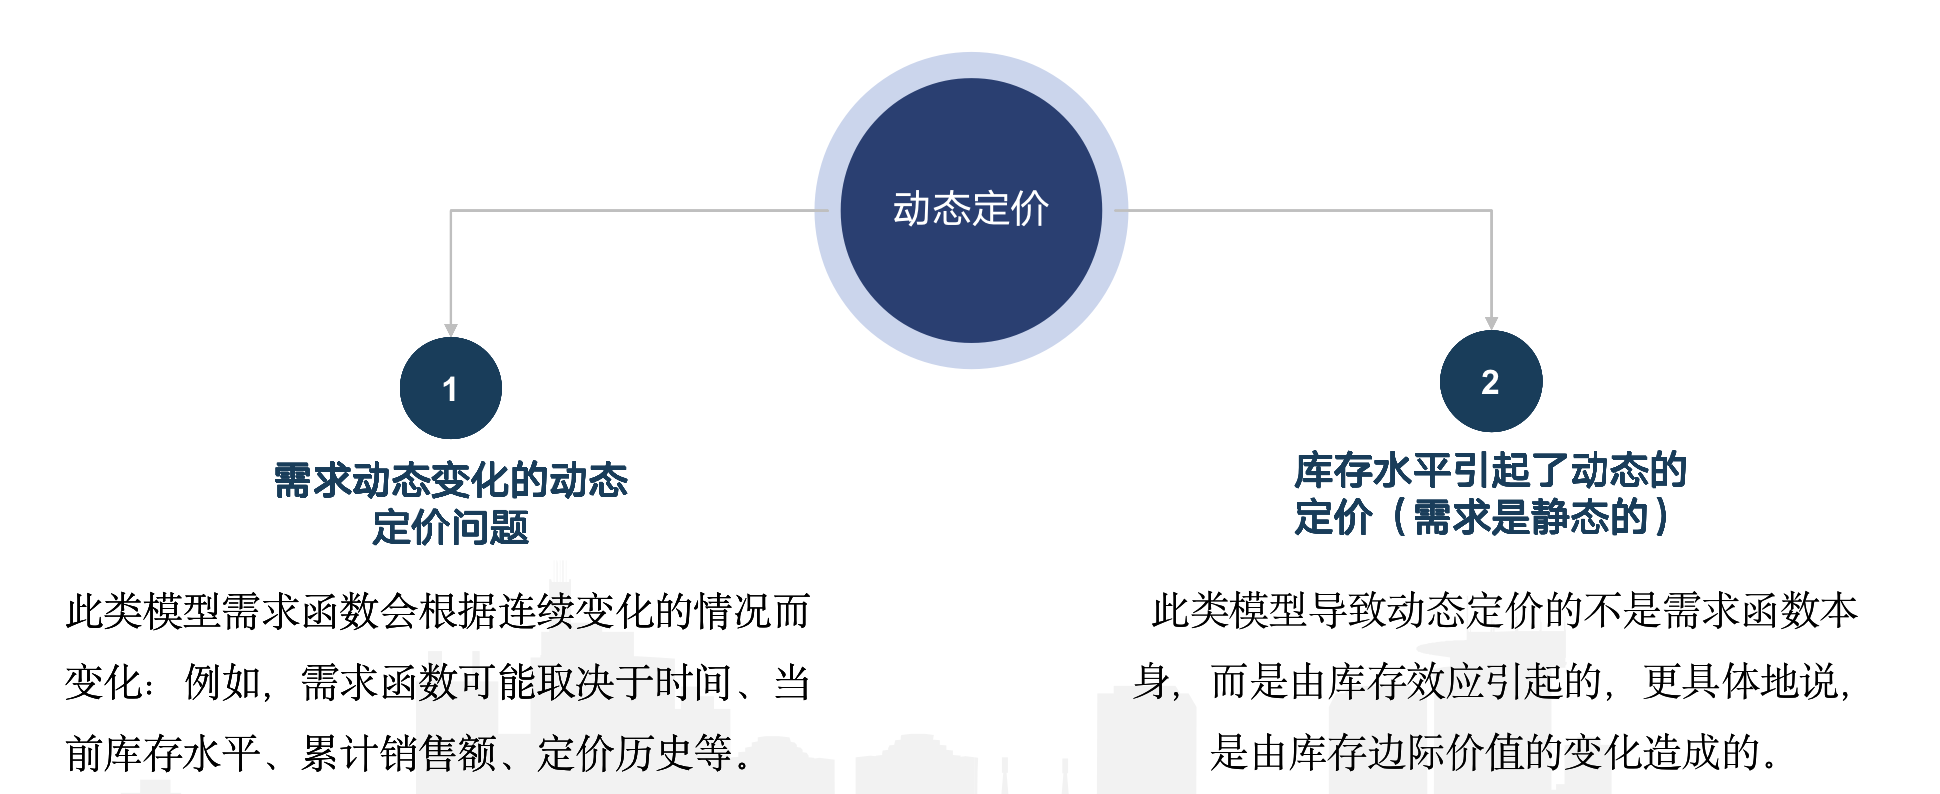 动态定价
1
需求动态变化的动态
定价问题
此类模型需求函数会根据连续变化的情况而
变化：例如，需求函数可能取决于时间、当
前库存水平、累计销售额、定价历史等。
2
库存水平引起了动态的
定价（需求是静态的）
此类模型导致动态定价的不是需求函数本
身，而是由库存效应引起的，更具体地说，
是由库存边际价值的变化造成的。